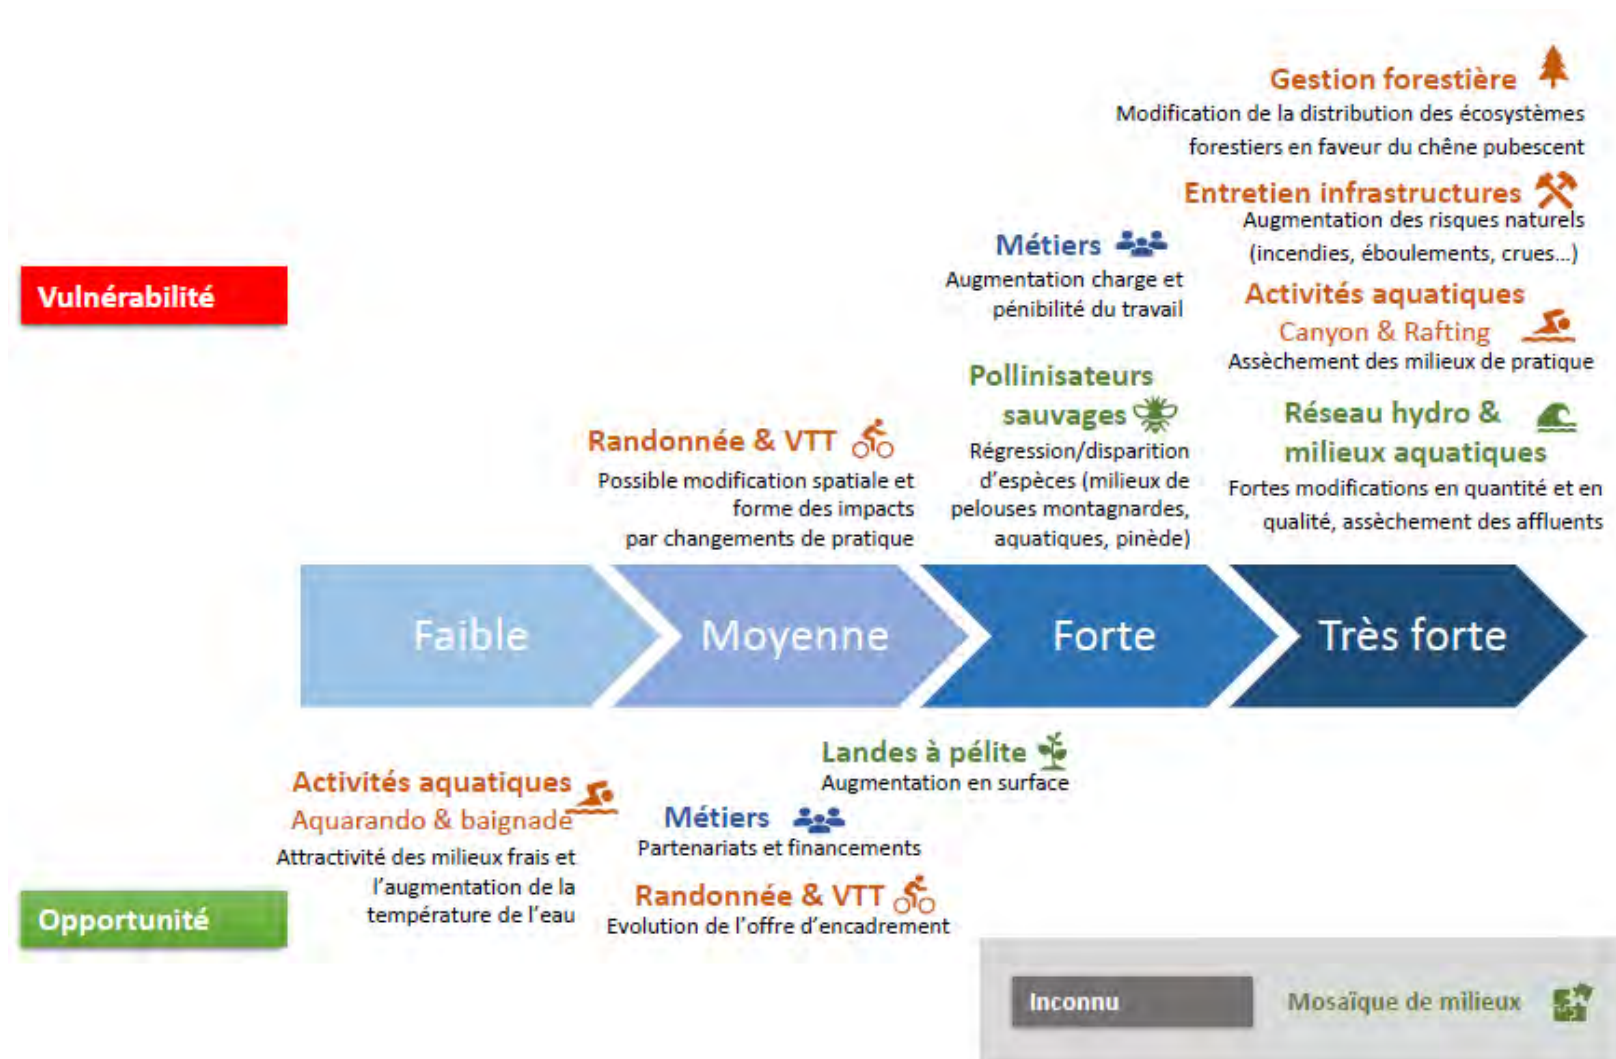 Gestion forestière
Modification de la distribution des écosystèmes
forestiers en faveur du chêne pubescent
Entretien infrastructures
Augmentation des risques naturels
(incendies, éboulements, crues...)
Métiers
Augmentation charge et
pénibilité du travail
Vulnérabilité
Activités aquatiques
Canyon & Rafting
Assèchement des milieux de pratique
Pollinisateurs
sauvages
Régression/disparition
d'espèces (milieux de
pelouses montagnardes,
aquatiques, pinède)
Réseau hydro &
milieux aquatiques
Fortes modifications en quantité et en
qualité, assèchement des affluents
Randonnée & VTT
Possible modification spatiale et
forme des impacts
par changements de pratique
Faible
Moyenne
Forte
Très forte
Landes à pélite
Augmentation en surface
Activités aquatiques
Aquarando & baignade
Attractivité des milieux frais et
l'augmentation de la
température de l'eau
Métiers
Partenariats et financements
Randonnée & VTT
Evolution de l'offre d'encadrement
Opportunité
Inconnu
Mosaïque de milieux